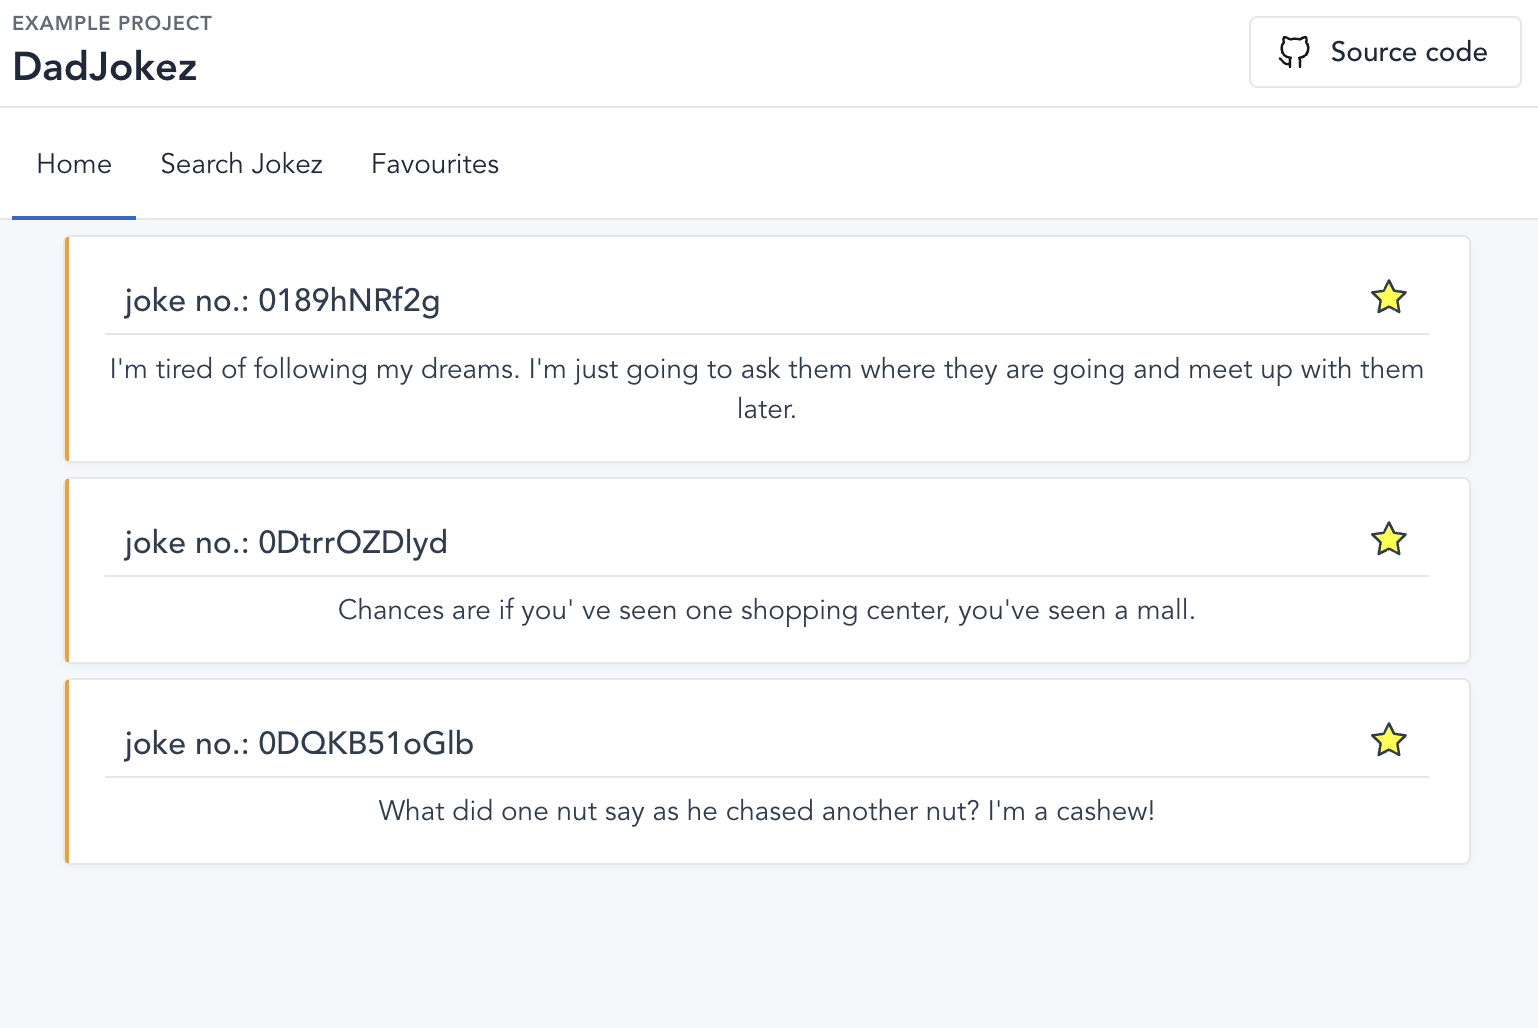 EXAMPLE PROJECT
DadJokez
Source code
Home Search Jokez Favourites
joke no.: 0189hNRf2g
I'm tired of following my dreams. I'm just going to ask them where they are going and meet up with them
later.
joke no.: 0DtrrOZDlyd
Chances are if you' ve seen one shopping center, you've seen a mall.
joke no.: 0DQKB51oGlb
What did one nut say as he chased another nut? I'm a cashew!